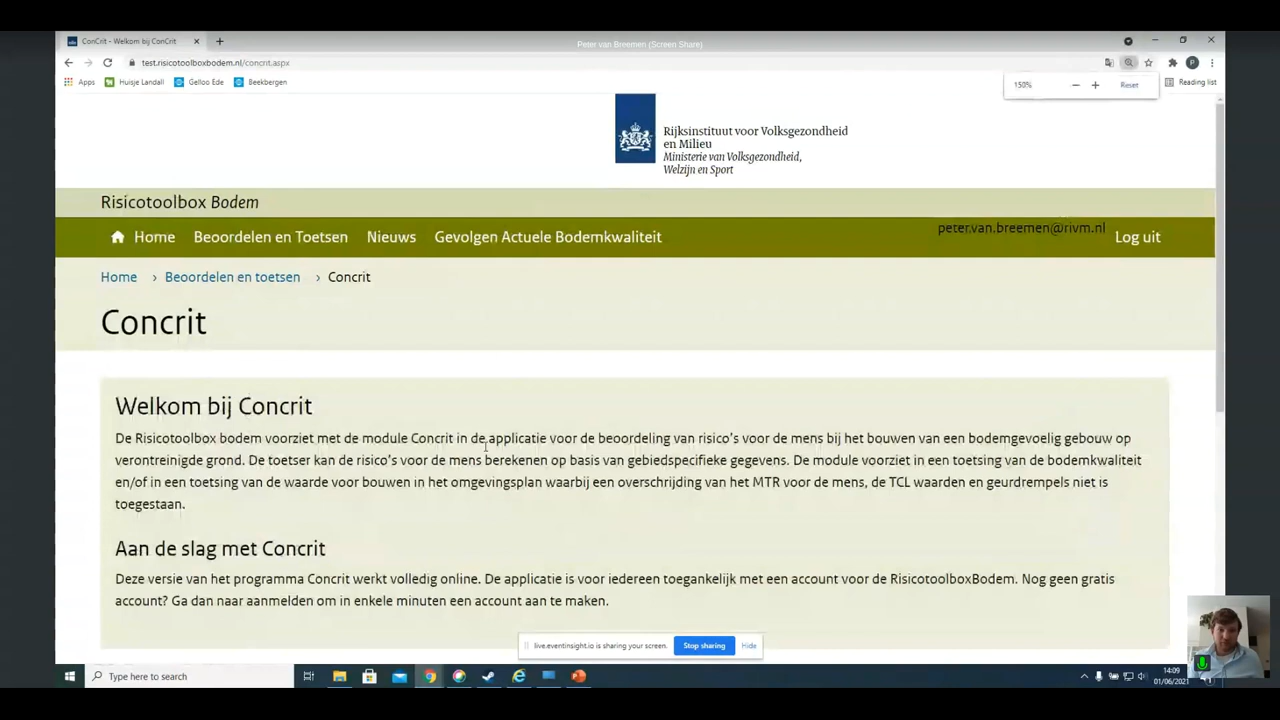 ConCrit - Welkom bij ConCrit
Peter van Breemen (Screen Share)
test.risicotoolboxbodem.nl/concrit.aspx
Apps Huisje Landall Gelloo Ede Beekbergen
Reading list
150% Reset
Rijksinstituut voor Volksgezondheid
en Milieu
Ministerie van Volksgezondheid,
Welzijn en Sport
Risicotoolbox Bodem
Home Beoordelen en Toetsen Nieuws Gevolgen Actuele Bodemkwaliteit peter.van.breemen@rivm.nl Log uit
Home › Beoordelen en toetsen › Concrit
Concrit
Welkom bij Concrit
De Risicotoolbox bodem voorziet met de module Concrit in de applicatie voor de beoordeling van risico's voor de mens bij het bouwen van een bodemgevoelig gebouw op
verontreinigde grond. De toetser kan de risico's voor de mens berekenen op basis van gebiedspecifieke gegevens. De module voorziet in een toetsing van de bodemkwaliteit
en/of in een toetsing van de waarde voor bouwen in het omgevingsplan waarbij een overschrijding van het MTR voor de mens, de TCL waarden en geurdrempels niet is
toegestaan.
Aan de slag met Concrit
Deze versie van het programma Concrit werkt volledig online. De applicatie is voor iedereen toegankelijk met een account voor de RisicotoolboxBodem. Nog geen gratis
account? Ga dan naar aanmelden om in enkele minuten een account aan te maken.
live.eventinsight.io is sharing your screen. Stop sharing Hide
Type here to search
14:09
01/06/2021